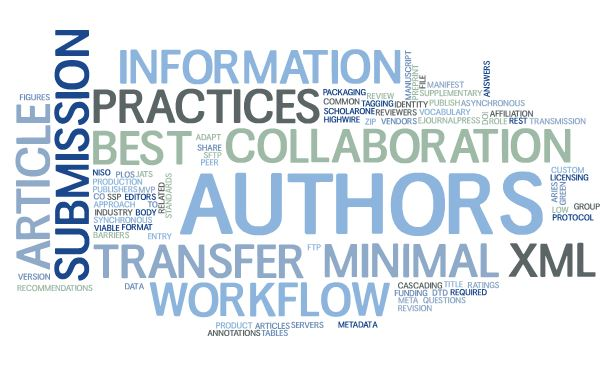 INFORMATION
MANUSCRIPT
PREPRINT
FILE
MANIFEST
SUPPLEMENTARY
ANSWERS
FIGURES
SUBMISSION
ARTICLE
PRACTICES
PACKAGING
COMMON REVIEW
TAGGING IDENTITY PUBLISH ASYNCHRONOUS
SCHOLARONE REVIEWERS VOCABULARY DOI AFFILIATION
HIGHWIRE ZIP VENDORS EJOURNALPRESS ROLE REST TRANSMISSION
BEST
ADAPT
SHARE
SFTP
PEER
COLLABORATION
NISO PLOS JATS
PRODUCTION
PUBLISHERS MVP
CO SSP EDITORS
APPROACH TO
INDUSTRY BODY
SYNCHRONOUS
VIABLE FORMAT
BARRIERS
ENTRY
RELATED
STANDARDS
AUTHORS
CUSTOM
LICENSING
ARIES
GREEN
LOW GROUP
PROTOCOL
TRANSFER
FTP
MINIMAL
XML
VERSION
RECOMMENDATIONS
DATA
WORKFLOW
CASCADING TITLE RATINGS
FUNDING DTD REQUIRED
META QUESTIONS
REVISION
PRODUCT ARTICLES SERVERS METADATA
ANNOTATIONS TABLES